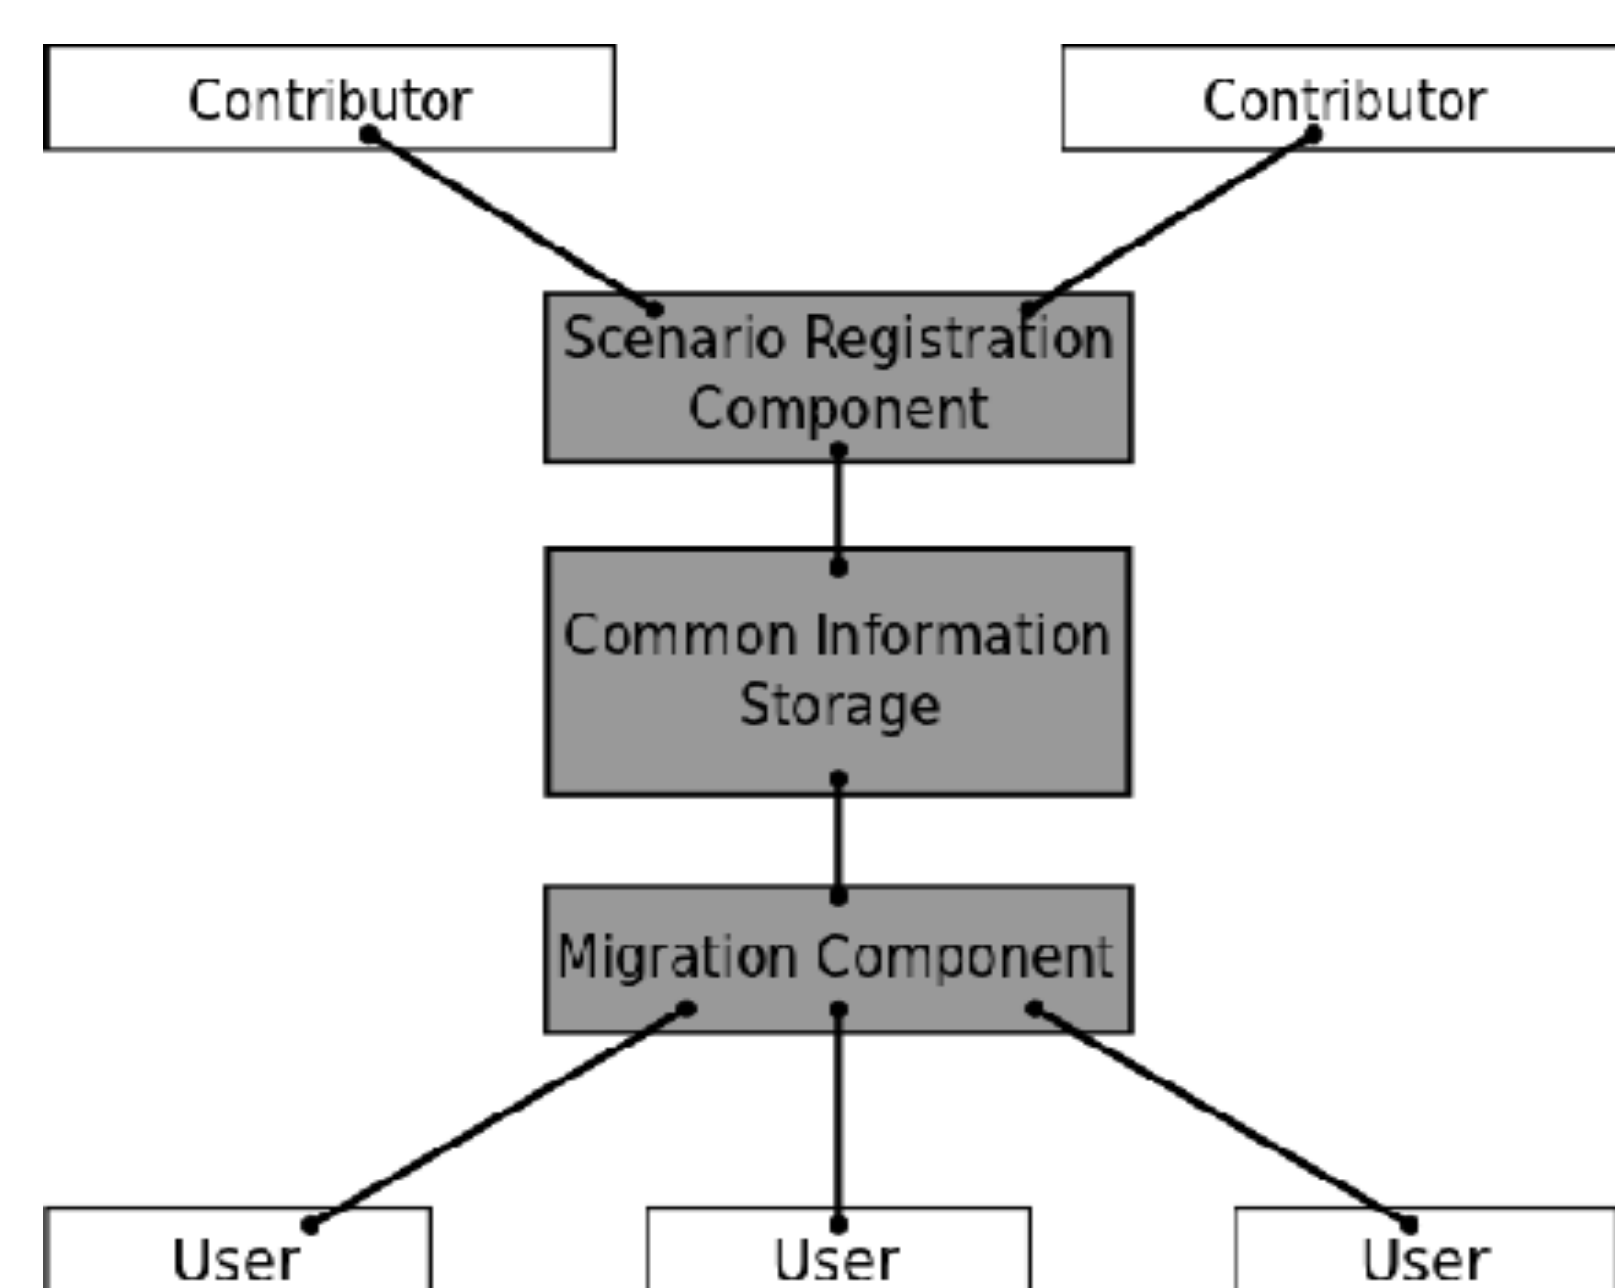 Contributor
Contributor
Scenario Registration
Component
Common Information
Storage
Migration Component
User
User
User